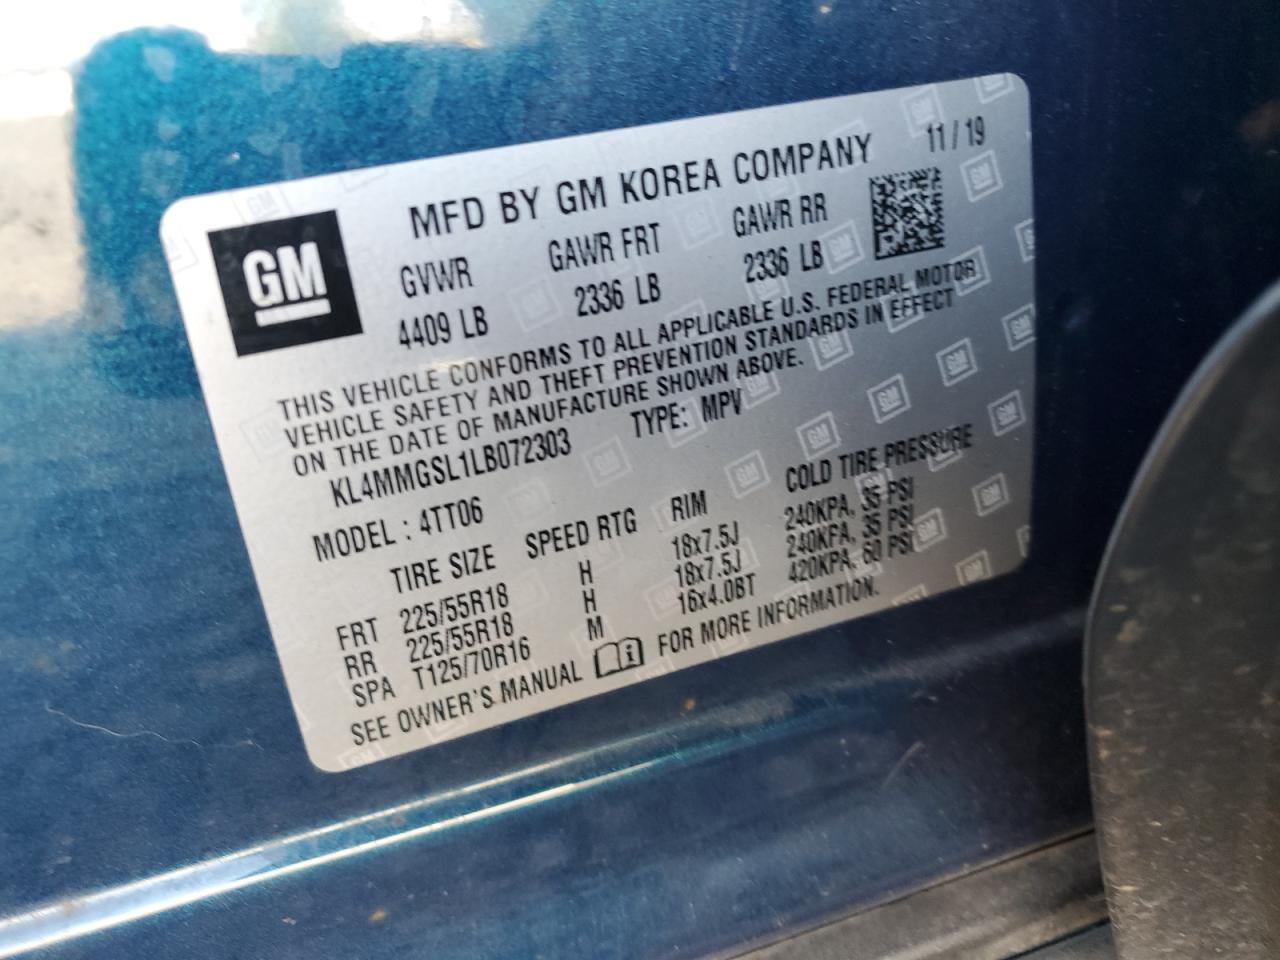 GM
MFD BY GM KOREA COMPANY 11 / 19
GVWR GAWR FRT GAWR RR
4409 LB 2336 LB 2336 LB
THIS VEHICLE CONFORMS TO ALL APPLICABLE U.S. FEDERAL MOTOR
VEHICLE SAFETY AND THEFT PREVENTION STANDARDS IN EFFECT
ON THE DATE OF MANUFACTURE SHOWN ABOVE.
KL4MMGSL1LB072303 TYPE: MPV
MODEL : 4TT06
TIRE SIZE SPEED RTG RIM COLD TIRE PRESSURE
FRT 225/55R18 H 18x7.5J 240KPA, 35 PSI
RR 225/55R18 H 18x7.5J 240KPA, 35 PSI
SPA T125/70R16 M 16x4.0BT 420KPA, 60 PSI
SEE OWNER'S MANUAL i FOR MORE INFORMATION.